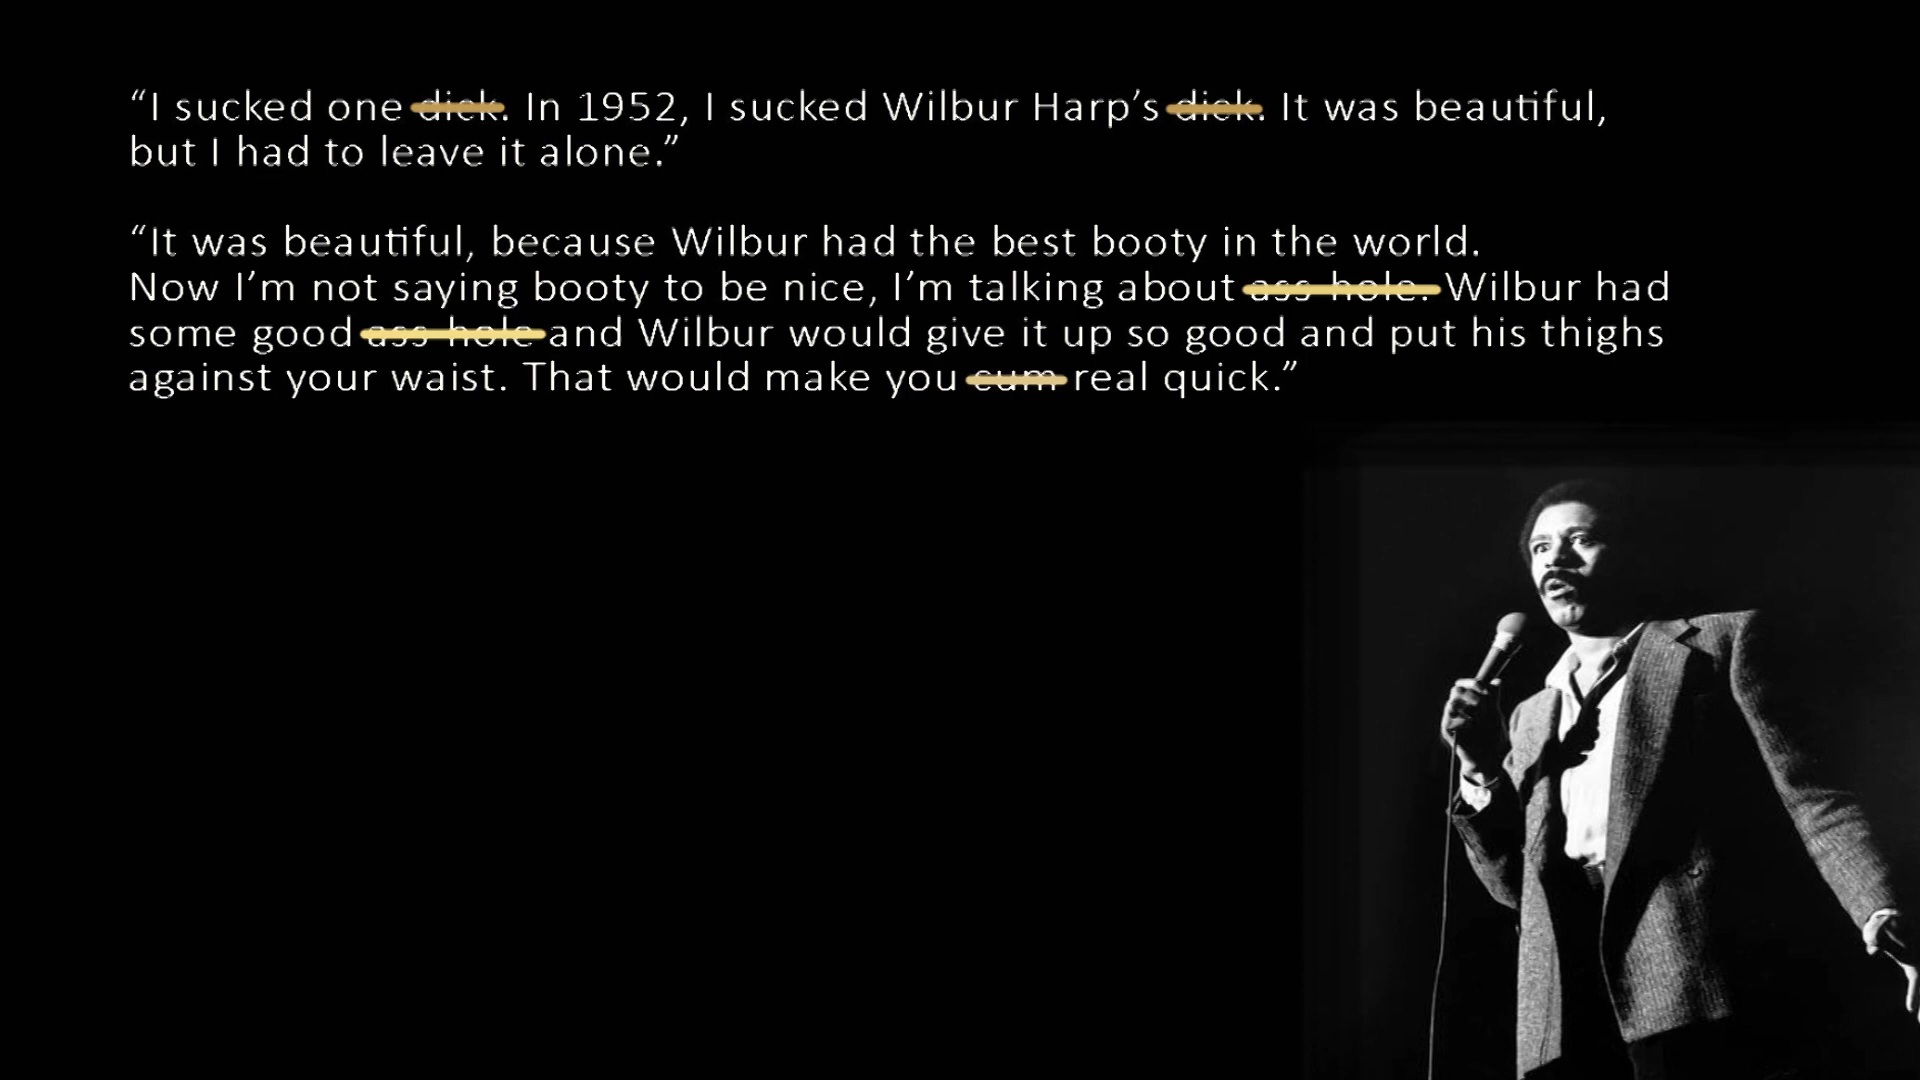 “I sucked one dick. In 1952, I sucked Wilbur Harp’s dick. It was beautiful,
but I had to leave it alone.”
“It was beautiful, because Wilbur had the best booty in the world.
Now I’m not saying booty to be nice, I’m talking about ass hole. Wilbur had
some good ass hole and Wilbur would give it up so good and put his thighs
against your waist. That would make you cum real quick.”